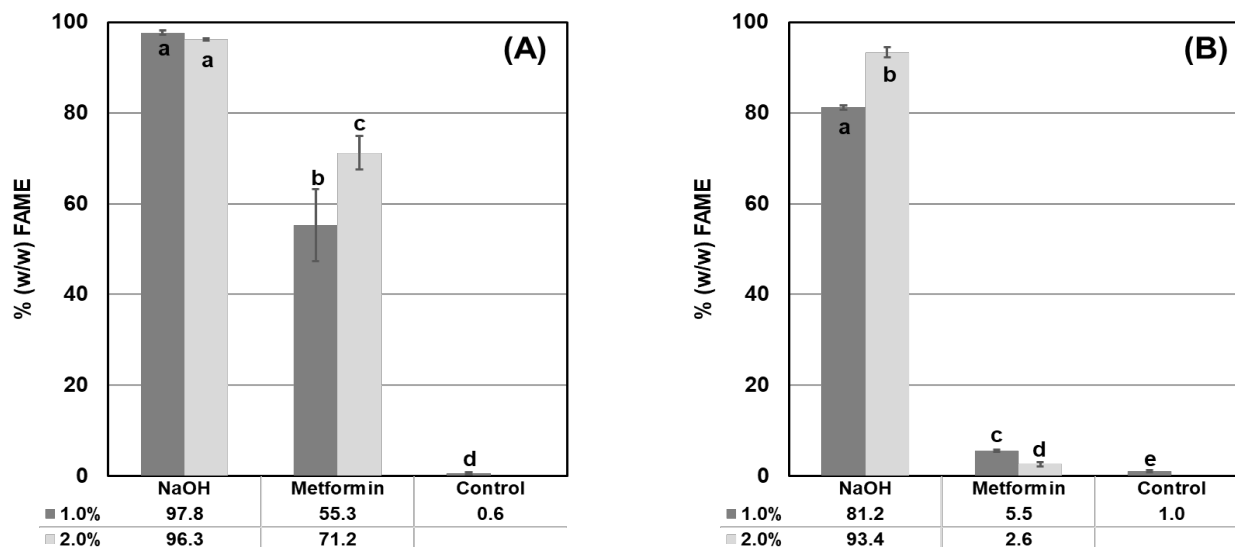 (A)
% (w/w) FAME
100
80
60
40
20
0
a
a
b
c
d
NaOH Metformin Control
1.0% 97.8 55.3 0.6
2.0% 96.3 71.2
(B)
% (w/w) FAME
100
80
60
40
20
0
a
b
c
d
e
NaOH Metformin Control
1.0% 81.2 5.5 1.0
2.0% 93.4 2.6